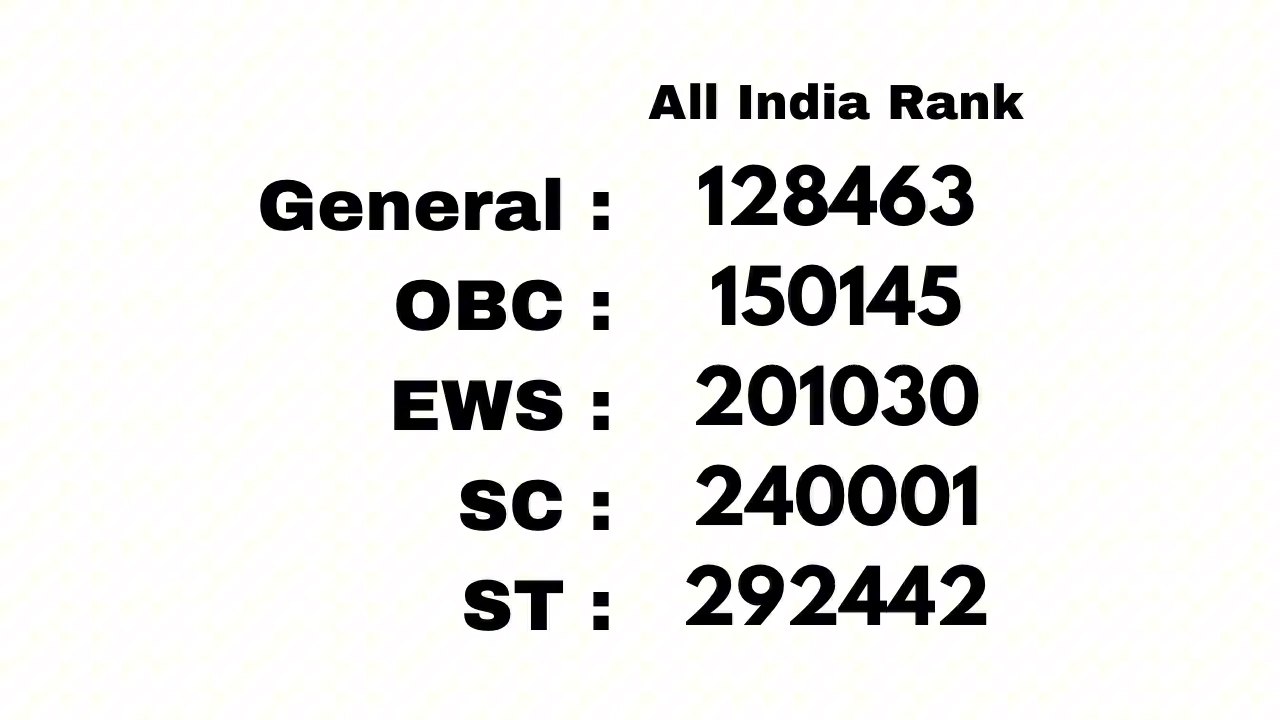 All India Rank
General : 128463
OBC : 150145
EWS : 201030
SC : 240001
ST : 292442